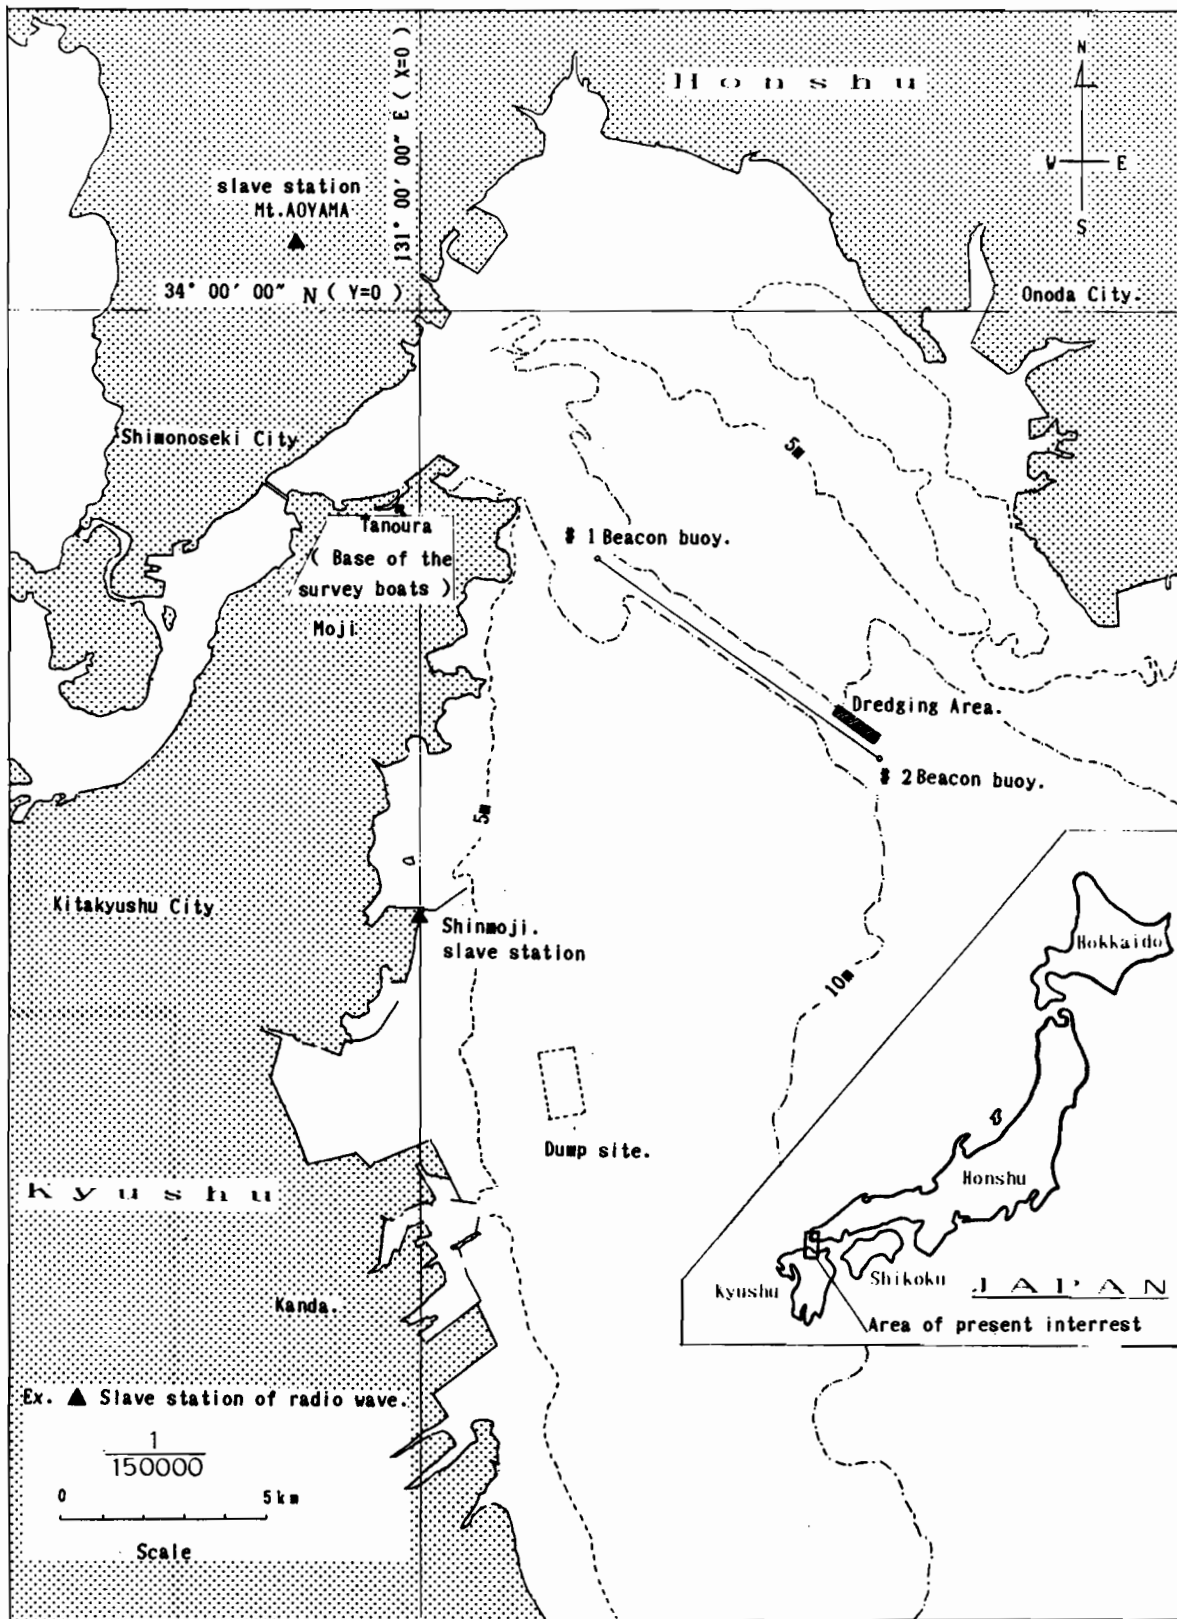 Honshu
131° 00′ 00″ E ( X=0 )
N
W E
S
slave station
Mt.AOYAMA
34° 00′ 00″ N ( Y=0 )
Onoda City.
Shimonoseki City
5m
Tanoura
( Base of the
survey boats )
Moji
# 1 Beacon buoy.
Dredging Area.
# 2 Beacon buoy.
5m
Kitakyushu City
Shinmoji.
slave station
10m
Hokkaido
Dump site.
Honshu
Kyushu
Shikoku
Kyushu
JAPAN
Area of present interrest
Kanda.
Ex. ▲ Slave station of radio wave.
1
150000
0 5km
Scale